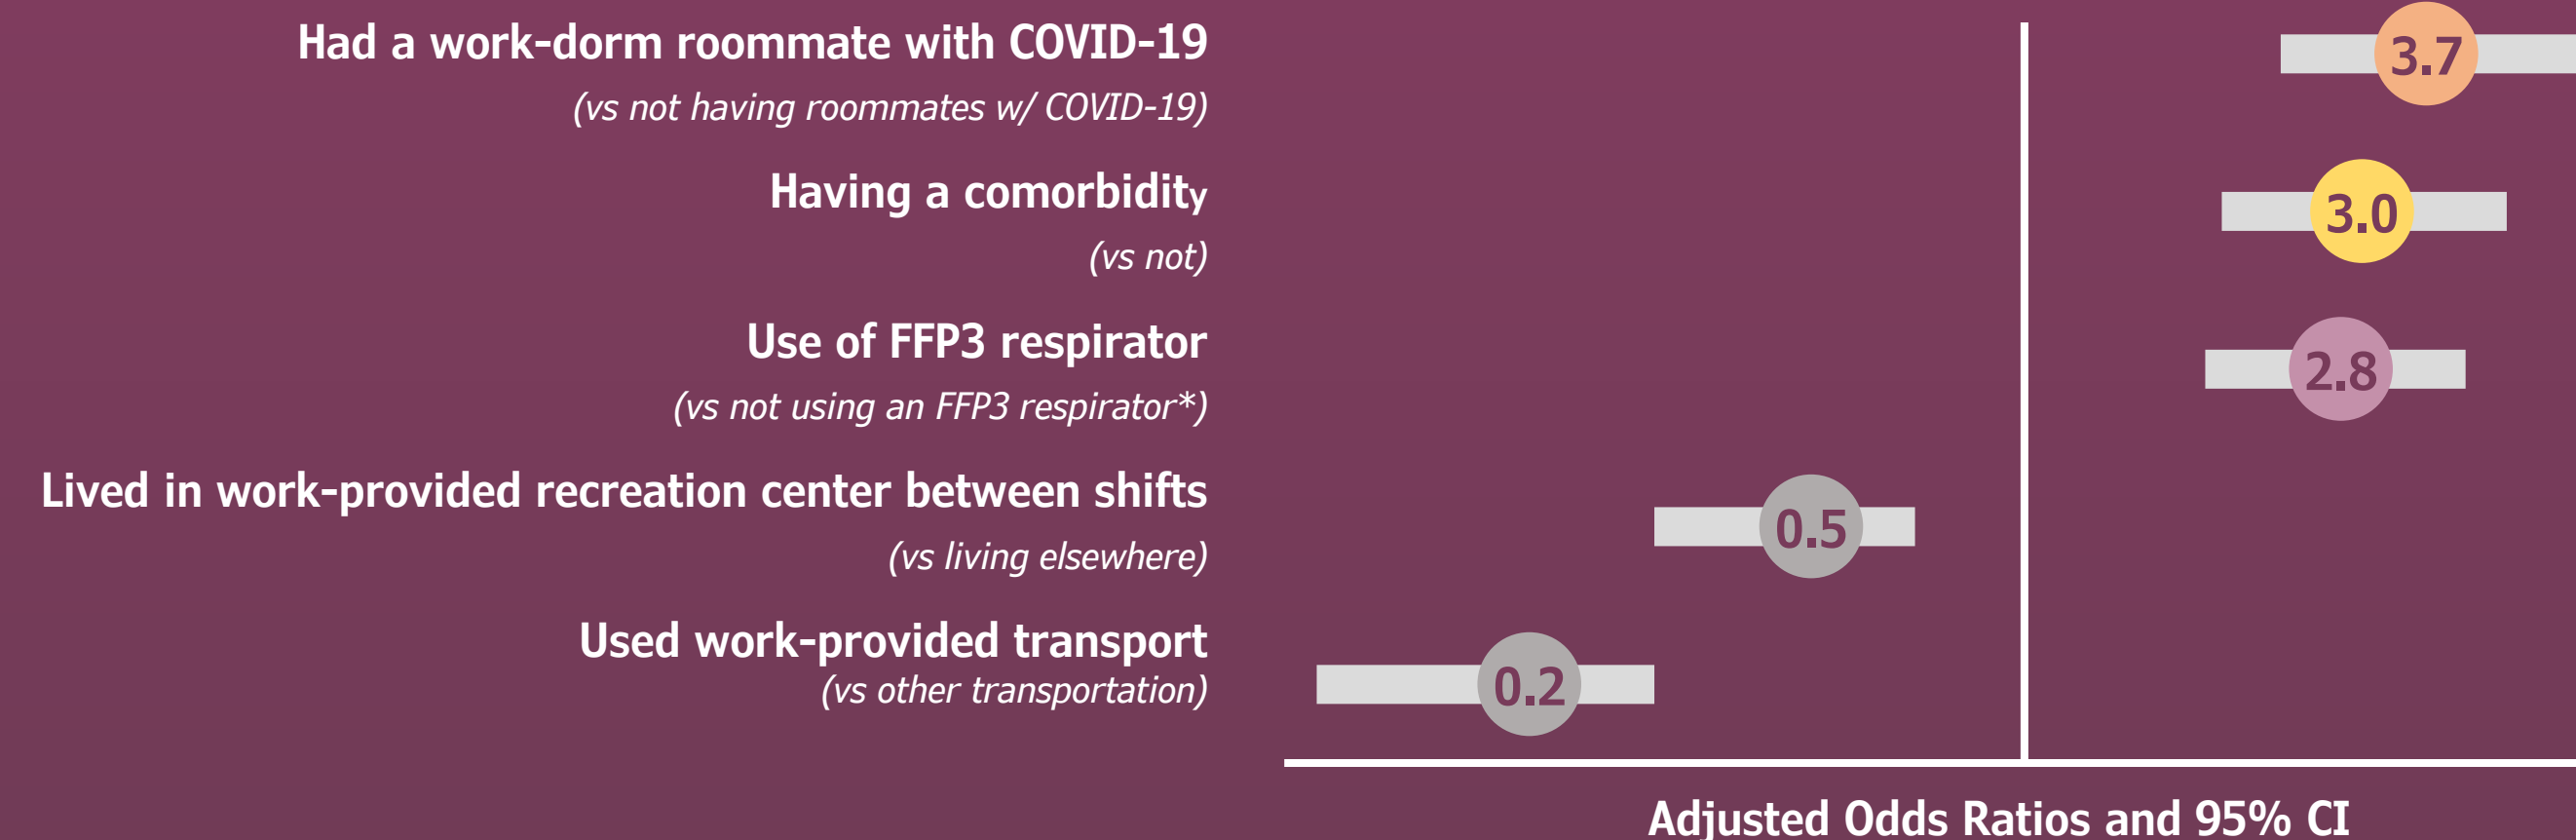 Had a work-dorm roommate with COVID-19
3.7
(vs not having roommates w/ COVID-19)
Having a comorbidity
3.0
(vs not)
Use of FFP3 respirator
2.8
(vs not using an FFP3 respirator*)
Lived in work-provided recreation center between shifts
0.5
(vs living elsewhere)
Used work-provided transport
0.2
(vs other transportation)
Adjusted Odds Ratios and 95% CI